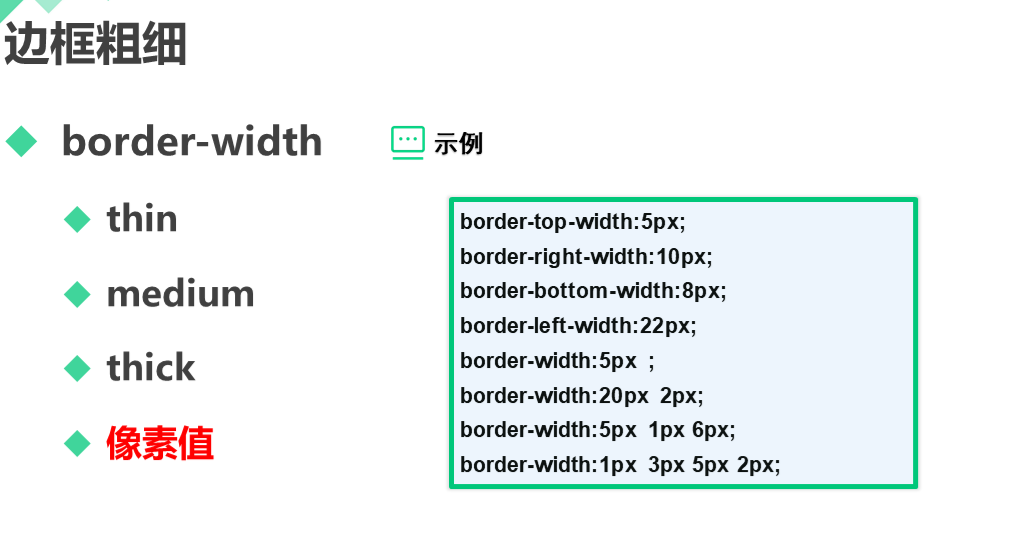 边框粗细
border-width
示例
thin
medium
thick
像素值
border-top-width:5px;
border-right-width:10px;
border-bottom-width:8px;
border-left-width:22px;
border-width:5px ;
border-width:20px 2px;
border-width:5px 1px 6px;
border-width:1px 3px 5px 2px;